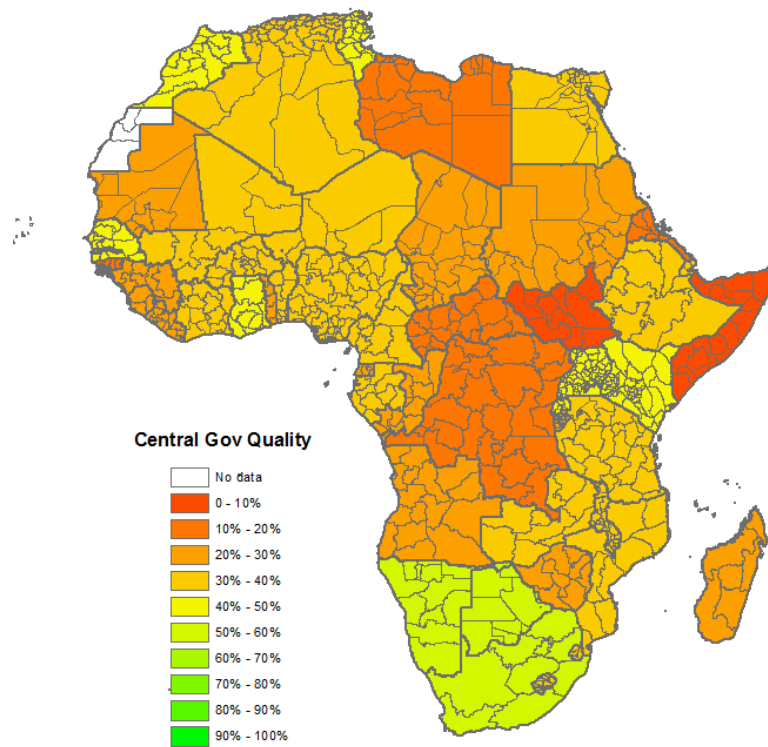 Central Gov Quality
No data
0 - 10%
10% - 20%
20% - 30%
30% - 40%
40% - 50%
50% - 60%
60% - 70%
70% - 80%
80% - 90%
90% - 100%